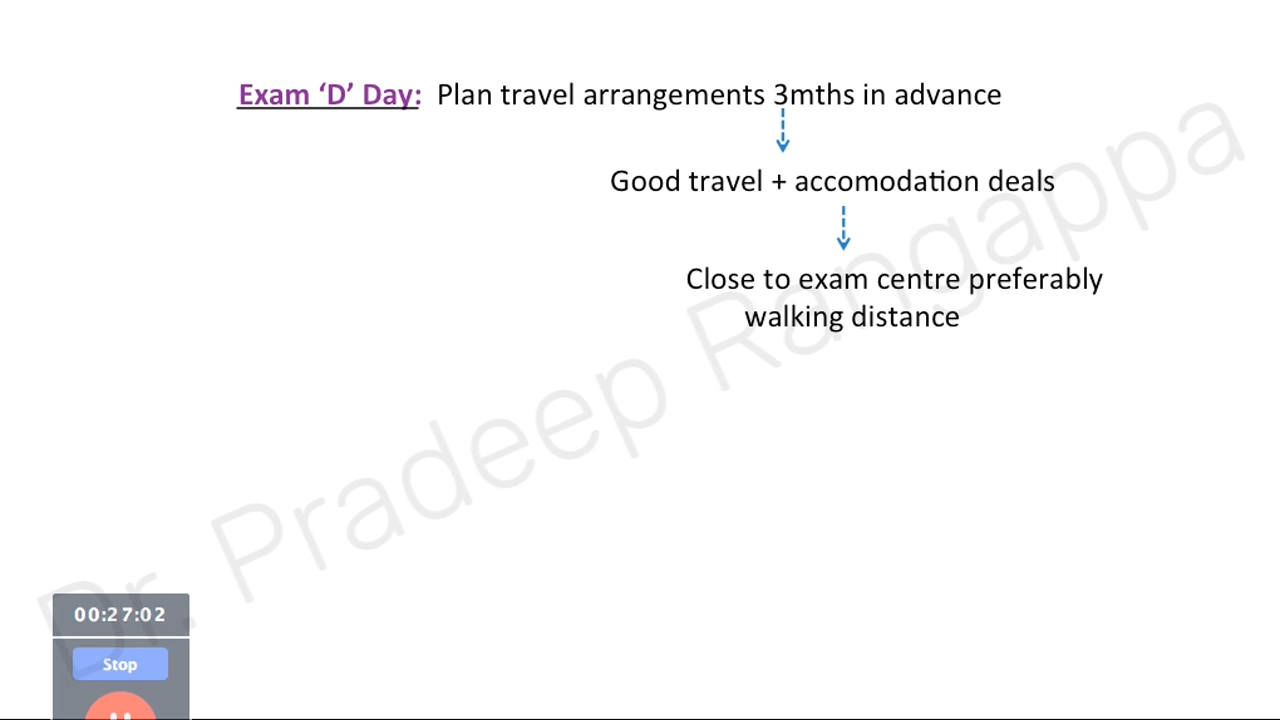 Exam ‘D’ Day: Plan travel arrangements 3mths in advance
Good travel + accomodation deals
Close to exam centre preferably
walking distance
Dr. Pradeep Rangappa
00:27:02
Stop